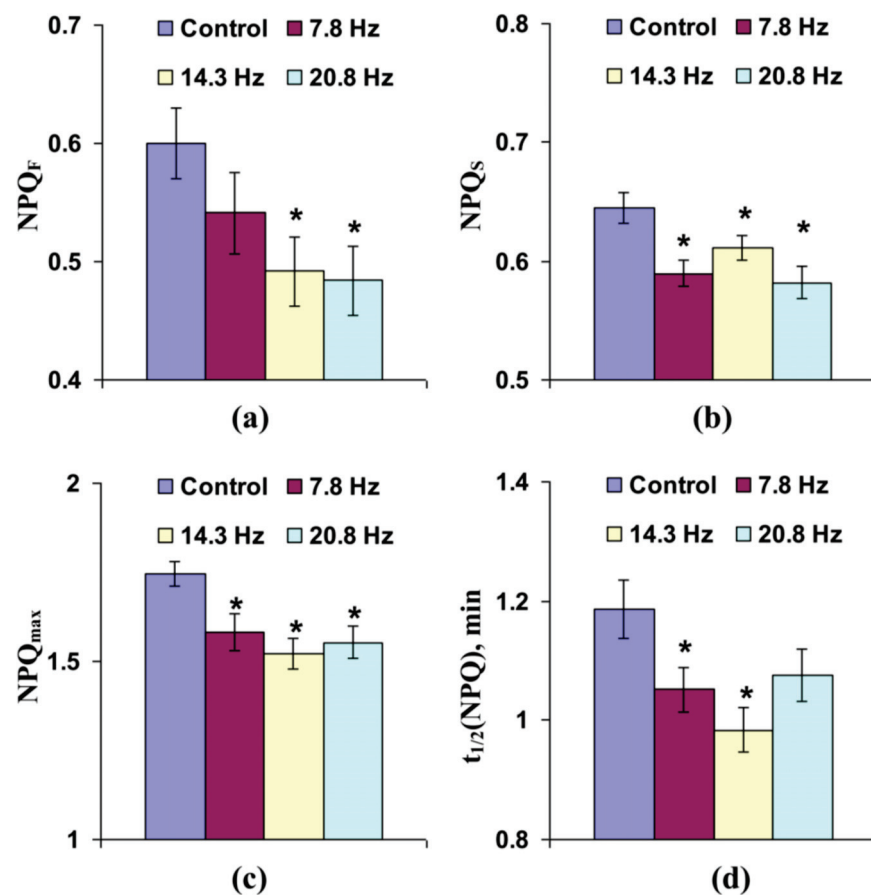 0.7
0.6
0.5
0.4
NPQF
Control 7.8 Hz
14.3 Hz 20.8 Hz
*
*
(a)
0.8
0.7
0.6
0.5
NPQS
Control 7.8 Hz
14.3 Hz 20.8 Hz
*
*
*
(b)
2
1.5
1
NPQmax
Control 7.8 Hz
14.3 Hz 20.8 Hz
*
*
*
(c)
1.4
1.2
1
0.8
t1/2(NPQ), min
Control 7.8 Hz
14.3 Hz 20.8 Hz
*
*
(d)